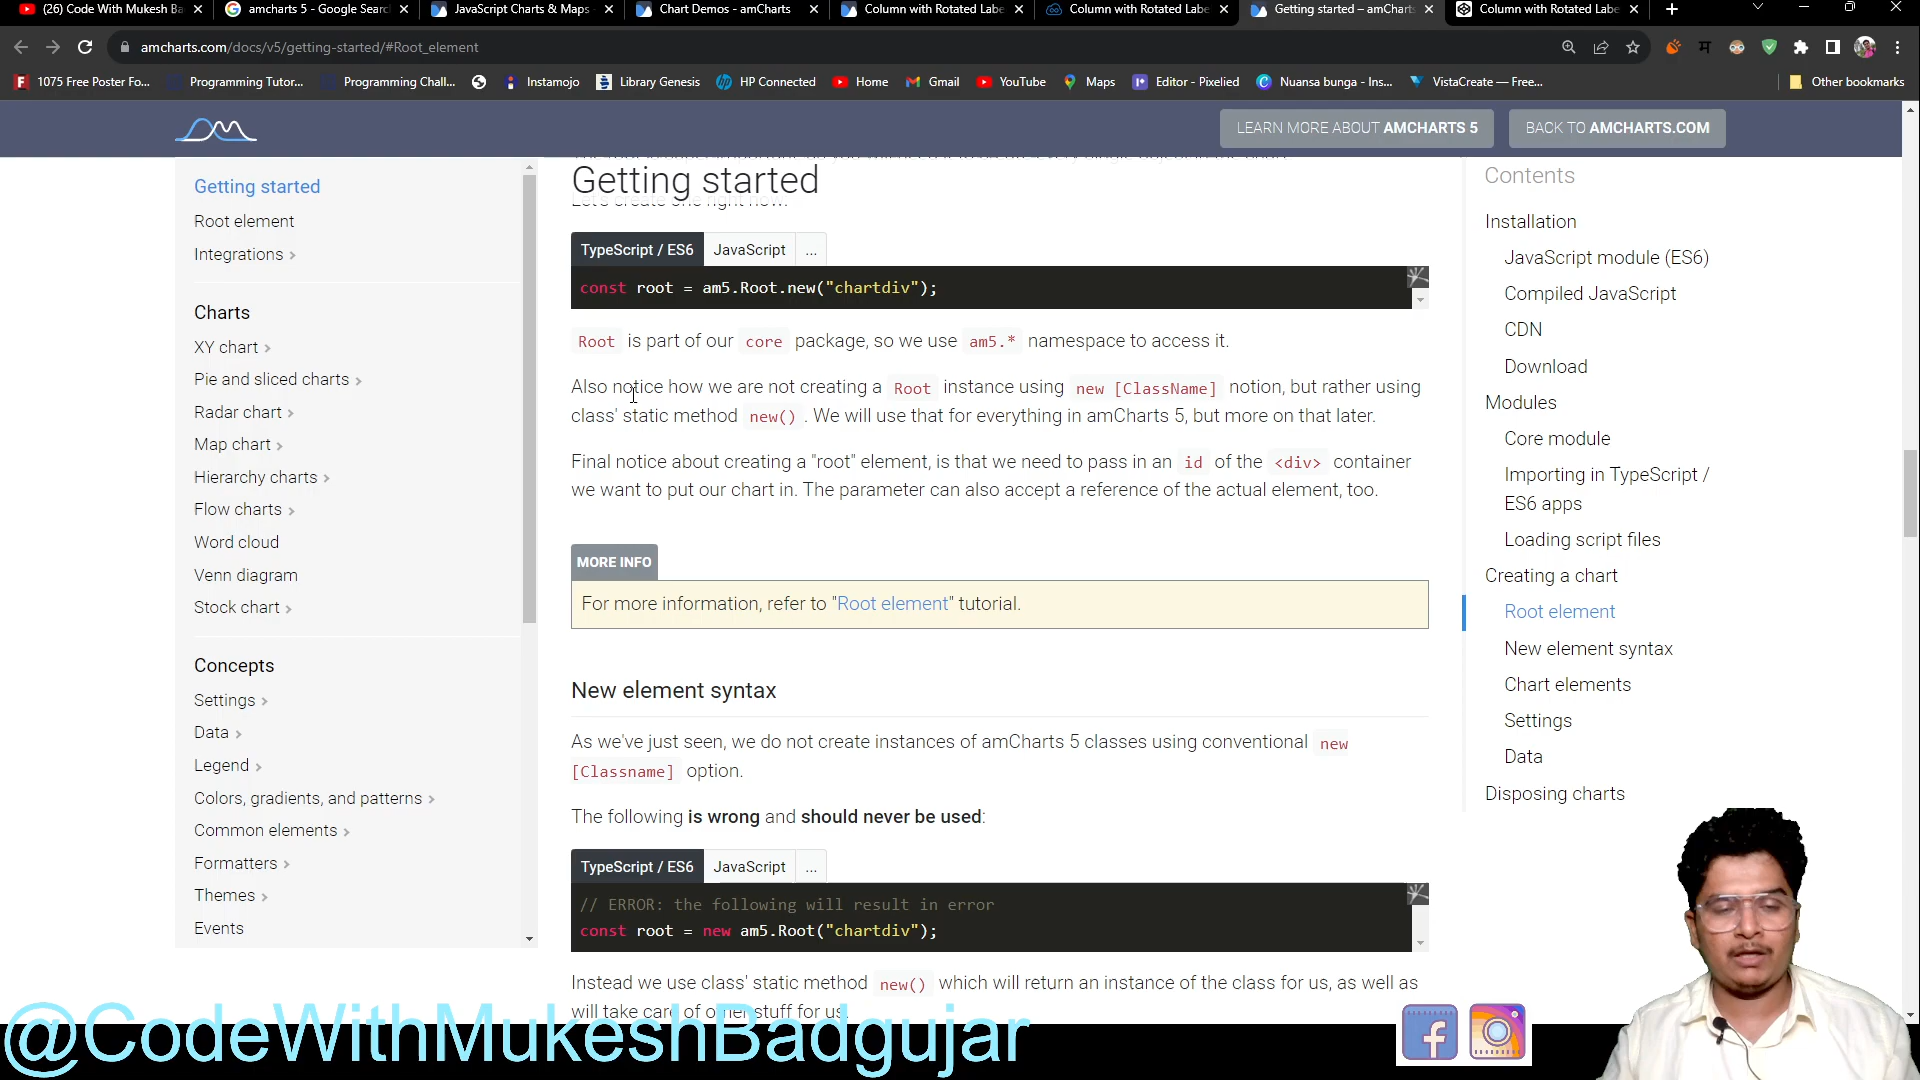 (26) Code With Mukesh Ba
amcharts 5 - Google Searc
JavaScript Charts & Maps
Chart Demos - amCharts
Column with Rotated Labe
Column with Rotated Labe
Getting started – amCharts
Column with Rotated Labe
amcharts.com/docs/v5/getting-started/#Root_element
1075 Free Poster Fo...
Programming Tutor...
Programming Chall...
Instamojo
Library Genesis
HP Connected
Home
Gmail
YouTube
Maps
Editor - Pixelied
Nuansa bunga - Ins...
VistaCreate — Free...
Other bookmarks
LEARN MORE ABOUT AMCHARTS 5
BACK TO AMCHARTS.COM
Getting started
Root element
Integrations
Charts
XY chart
Pie and sliced charts
Radar chart
Map chart
Hierarchy charts
Flow charts
Word cloud
Venn diagram
Stock chart
Concepts
Settings
Data
Legend
Colors, gradients, and patterns
Common elements
Formatters
Themes
Events
Getting started
Let's create one right now:
TypeScript / ES6 JavaScript ...
const root = am5.Root.new("chartdiv");
Root is part of our core package, so we use am5.* namespace to access it.
Also notice how we are not creating a Root instance using new [ClassName] notion, but rather using
class' static method new() . We will use that for everything in amCharts 5, but more on that later.
Final notice about creating a "root" element, is that we need to pass in an id of the <div> container
we want to put our chart in. The parameter can also accept a reference of the actual element, too.
MORE INFO
For more information, refer to "Root element" tutorial.
New element syntax
As we've just seen, we do not create instances of amCharts 5 classes using conventional new
[Classname] option.
The following is wrong and should never be used:
TypeScript / ES6 JavaScript ...
// ERROR: the following will result in error
const root = new am5.Root("chartdiv");
Instead we use class' static method new() which will return an instance of the class for us, as well as
will take care of other stuff for us.
Contents
Installation
JavaScript module (ES6)
Compiled JavaScript
CDN
Download
Modules
Core module
Importing in TypeScript /
ES6 apps
Loading script files
Creating a chart
Root element
New element syntax
Chart elements
Settings
Data
Disposing charts
@CodeWithMukeshBadgujar